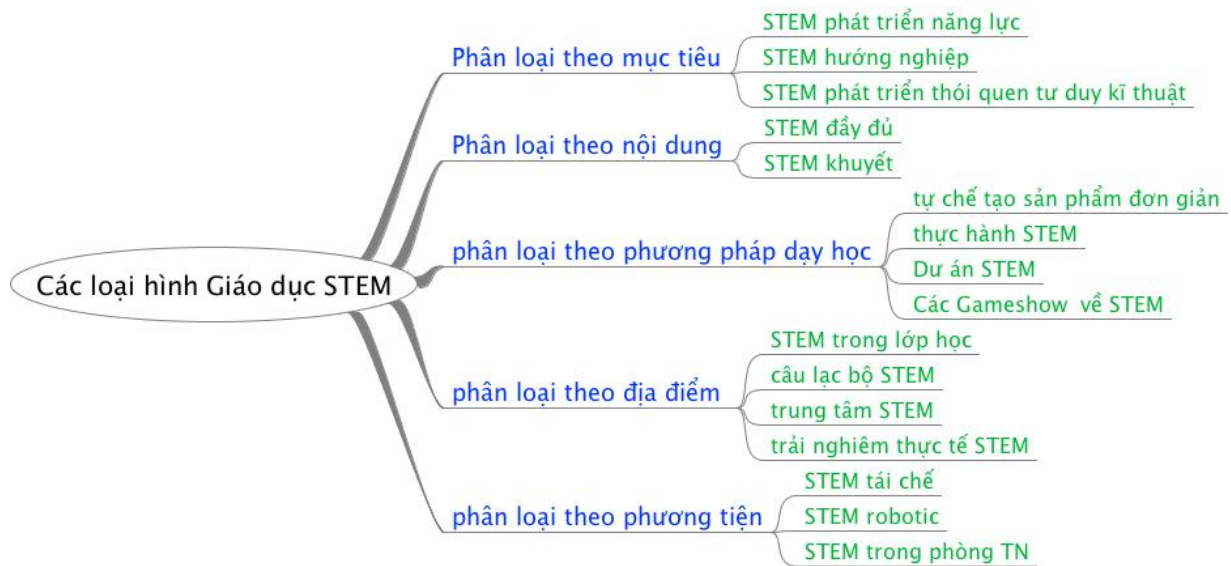 Các loại hình Giáo dục STEM
Phân loại theo mục tiêu
STEM phát triển năng lực
STEM hướng nghiệp
STEM phát triển thói quen tư duy kĩ thuật
Phân loại theo nội dung
STEM đầy đủ
STEM khuyết
phân loại theo phương pháp dạy học
tự chế tạo sản phẩm đơn giản
thực hành STEM
Dư án STEM
Các Gameshow về STEM
phân loại theo địa điểm
STEM trong lớp học
câu lạc bộ STEM
trung tâm STEM
trải nghiêm thực tế STEM
phân loại theo phương tiện
STEM tái chế
STEM robotic
STEM trong phòng TN